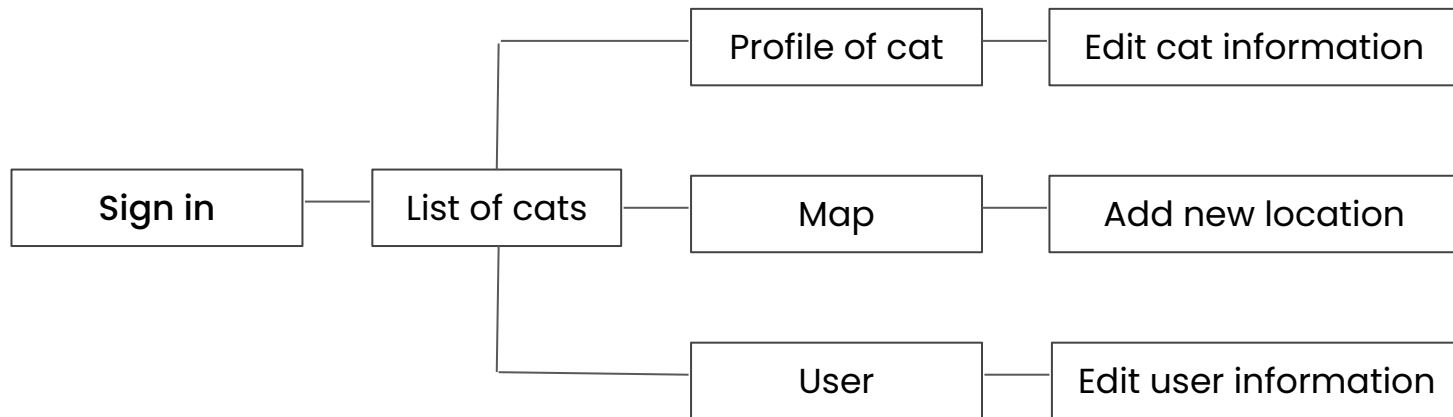 Profile of cat
Edit cat information
Sign in
List of cats
Map
Add new location
User
Edit user information